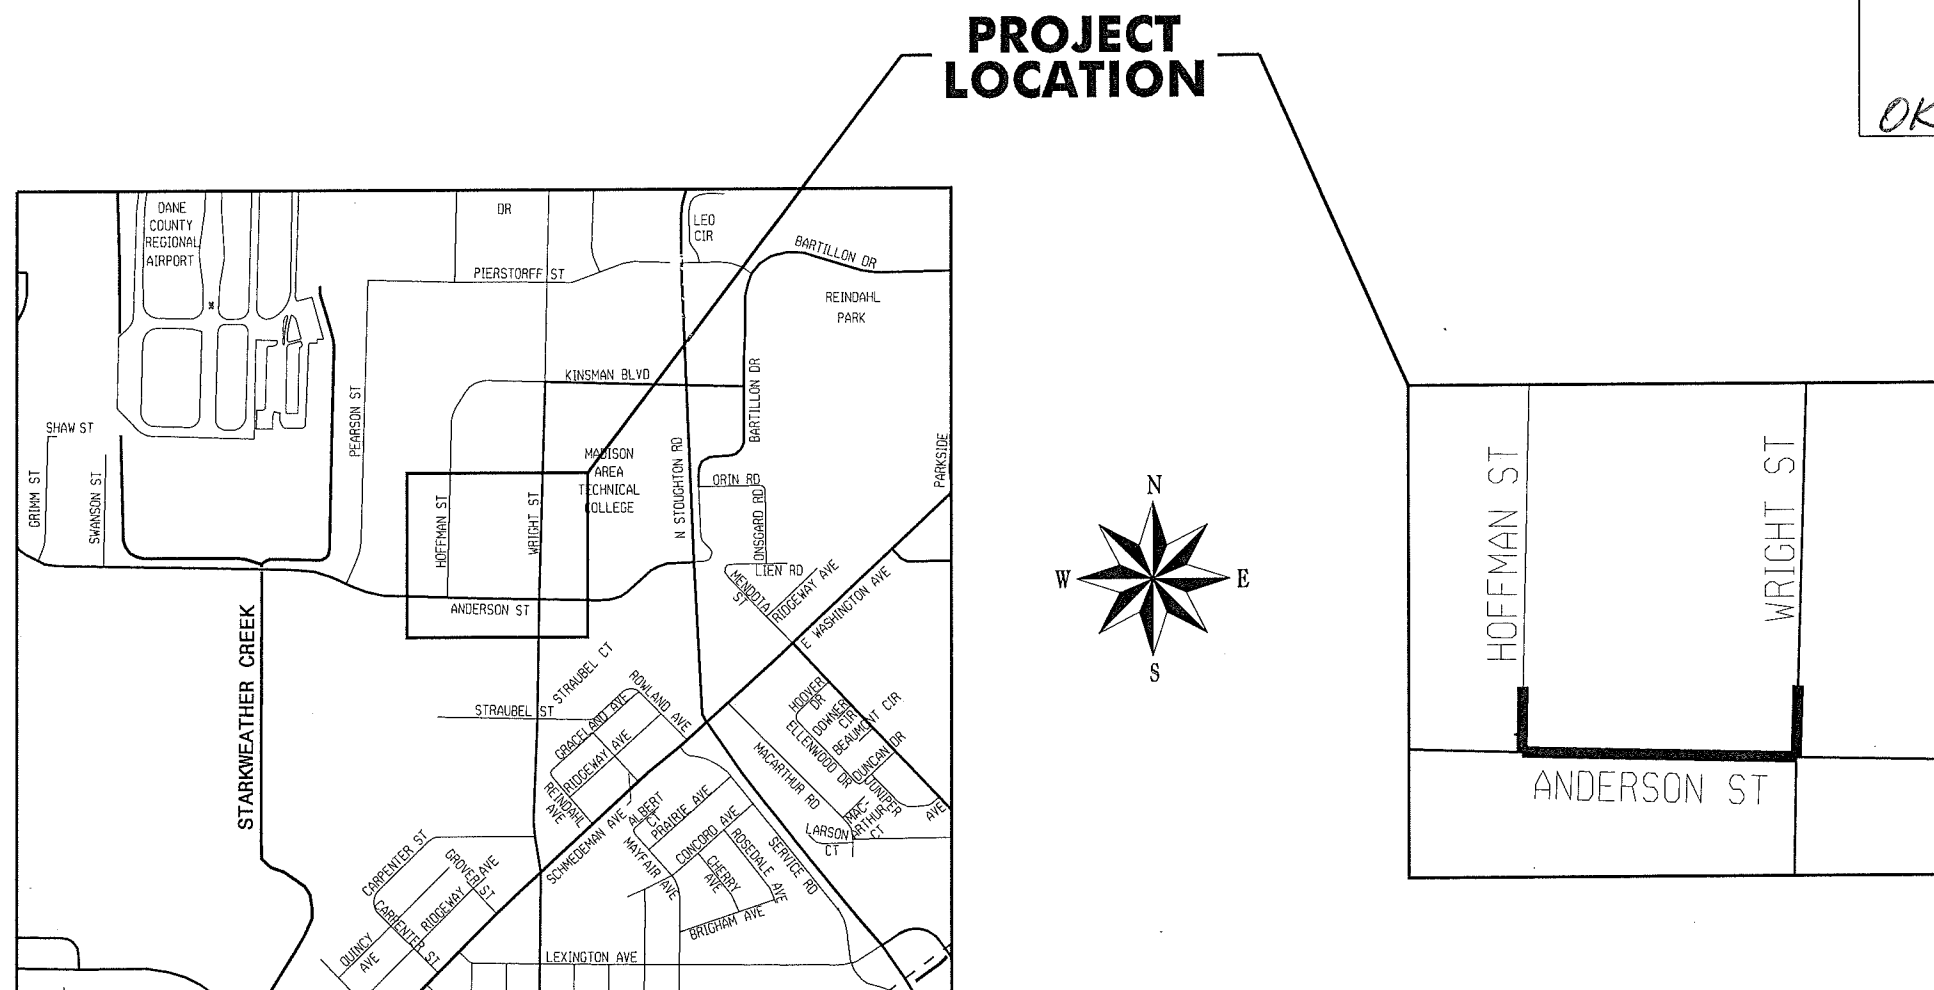 PROJECT
LOCATION
OK
DANE
COUNTY
REGIONAL
AIRPORT
DR
LEO
CIR
BARTILLON DR
PIERSTORFF ST
REINDAHL
PARK
KINSMAN BLVD
BARTILLON DR
PEARSON ST
SHAW ST
GRIMM ST
SWANSON ST
MADISON
AREA
TECHNICAL
COLLEGE
HOFFMAN ST
WRIGHT ST
N STOUGHTON RD
ORIN RD
ONSGARD RD
PARKSIDE
LIEN RD
MENDOTA
ST
RIDGEWAY AVE
E WASHINGTON AVE
ANDERSON ST
STARKWEATHER CREEK
STRAUBEL CT
STRAUBEL ST
GRACELAND AVE
ROWLAND AVE
RIDGEWAY AVE
REINDAHL
AVE
HOOVER
DR
DOWNER
CIR
BEAUMONT CIR
ELLENWOOD DR
DUNCAN DR
JUNIPER
AVE
MACARTHUR RD
MAC-
ARTHUR
CT
LARSON
CT
SCHMEDEMAN AVE
ALBERT
CT
PRAIRIE AVE
MAYFAIR AVE
CONCORD AVE
CHERRY
AVE
ROSEDALE AVE
SERVICE RD
BRIGHAM AVE
CARPENTER ST
GROVER ST
AVE
RIDGEWAY
CARPENTER ST
QUINCY
AVE
LEXINGTON AVE
N
W
E
S
HOFFMAN ST
WRIGHT ST
ANDERSON ST